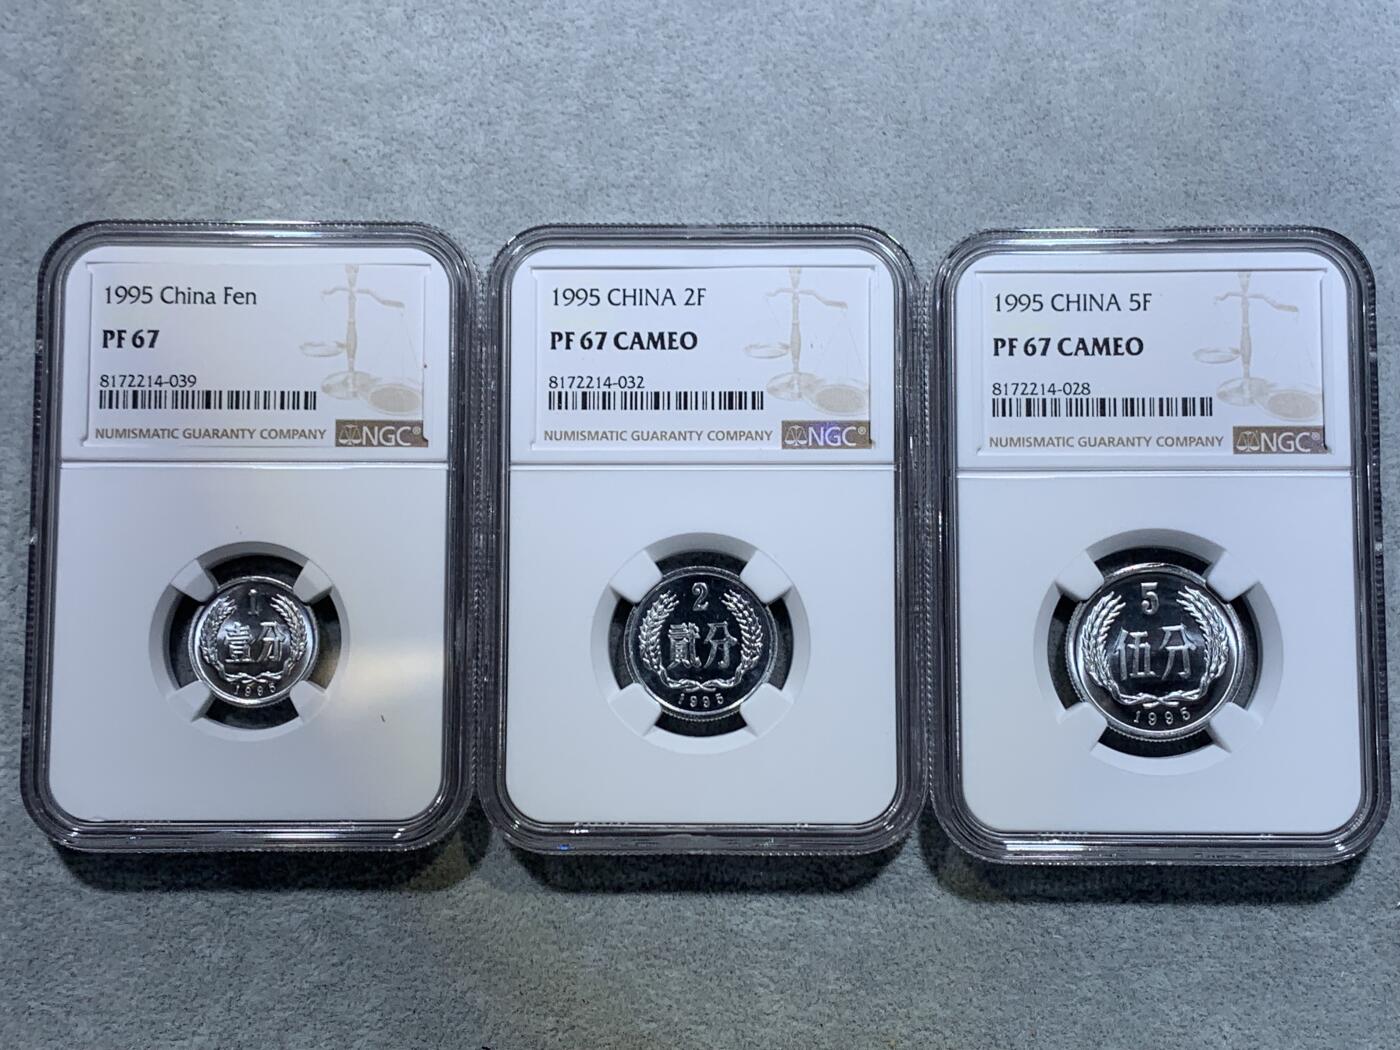 1995 China Fen
PF 67
8172214-039
NUMISMATIC GUARANTY COMPANY
NGC®
1
壹分
1995
1995 CHINA 2F
PF 67 CAMEO
8172214-032
NUMISMATIC GUARANTY COMPANY
NGC®
2
貳分
1995
1995 CHINA 5F
PF 67 CAMEO
8172214-028
NUMISMATIC GUARANTY COMPANY
NGC®
5
伍分
1995